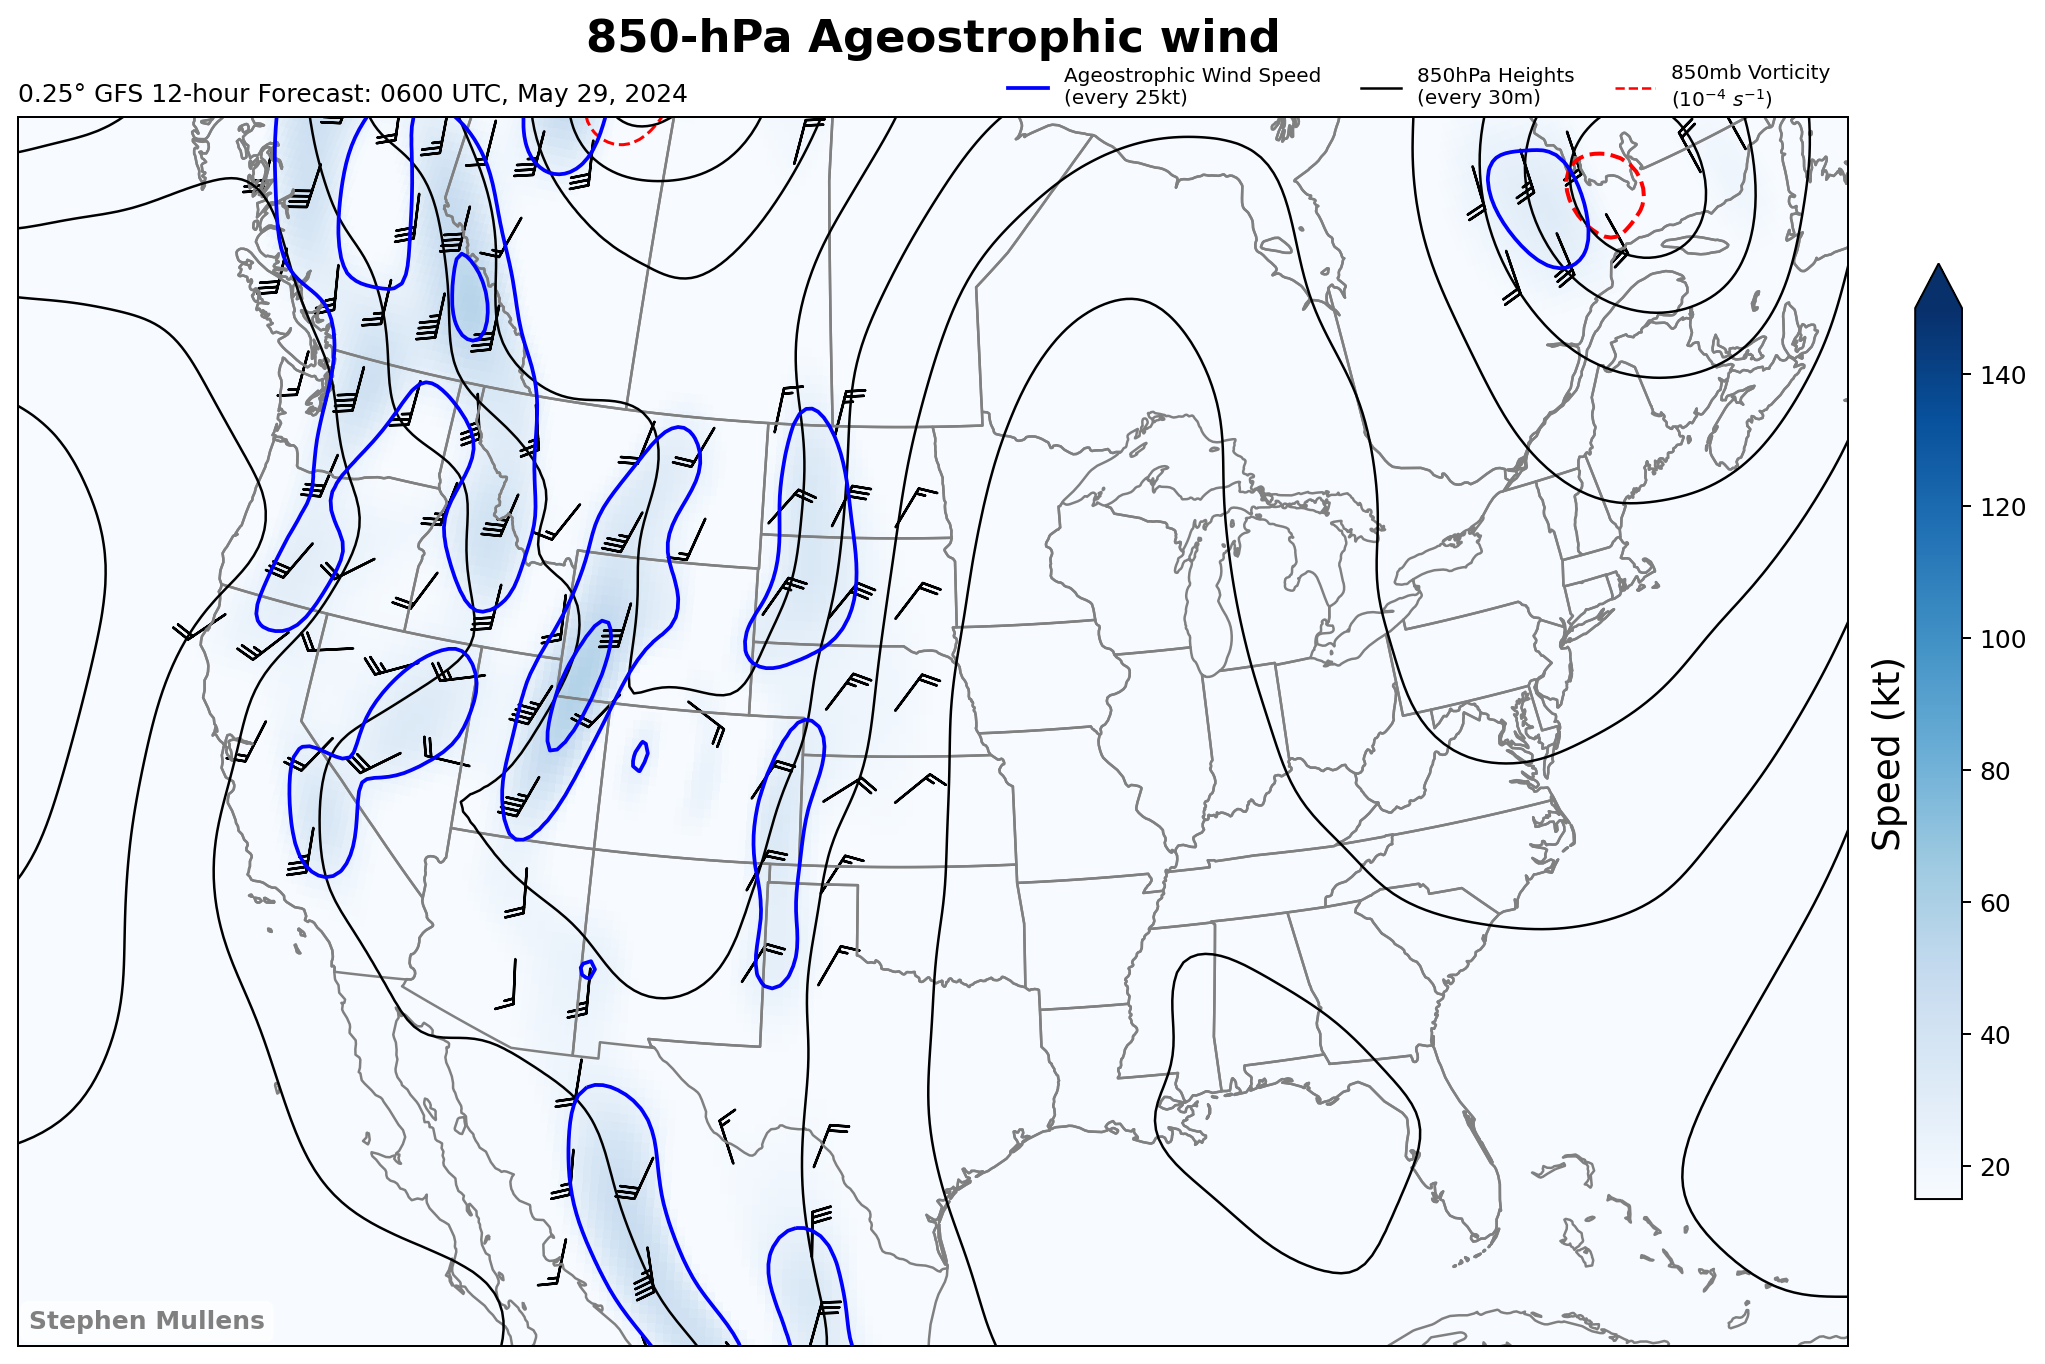 850-hPa Ageostrophic wind
0.25° GFS 12-hour Forecast: 0600 UTC, May 29, 2024
Ageostrophic Wind Speed
(every 25kt)
850hPa Heights
(every 30m)
850mb Vorticity
(10⁻⁴ s⁻¹)
140
120
100
80
60
40
20
Speed (kt)
Stephen Mullens